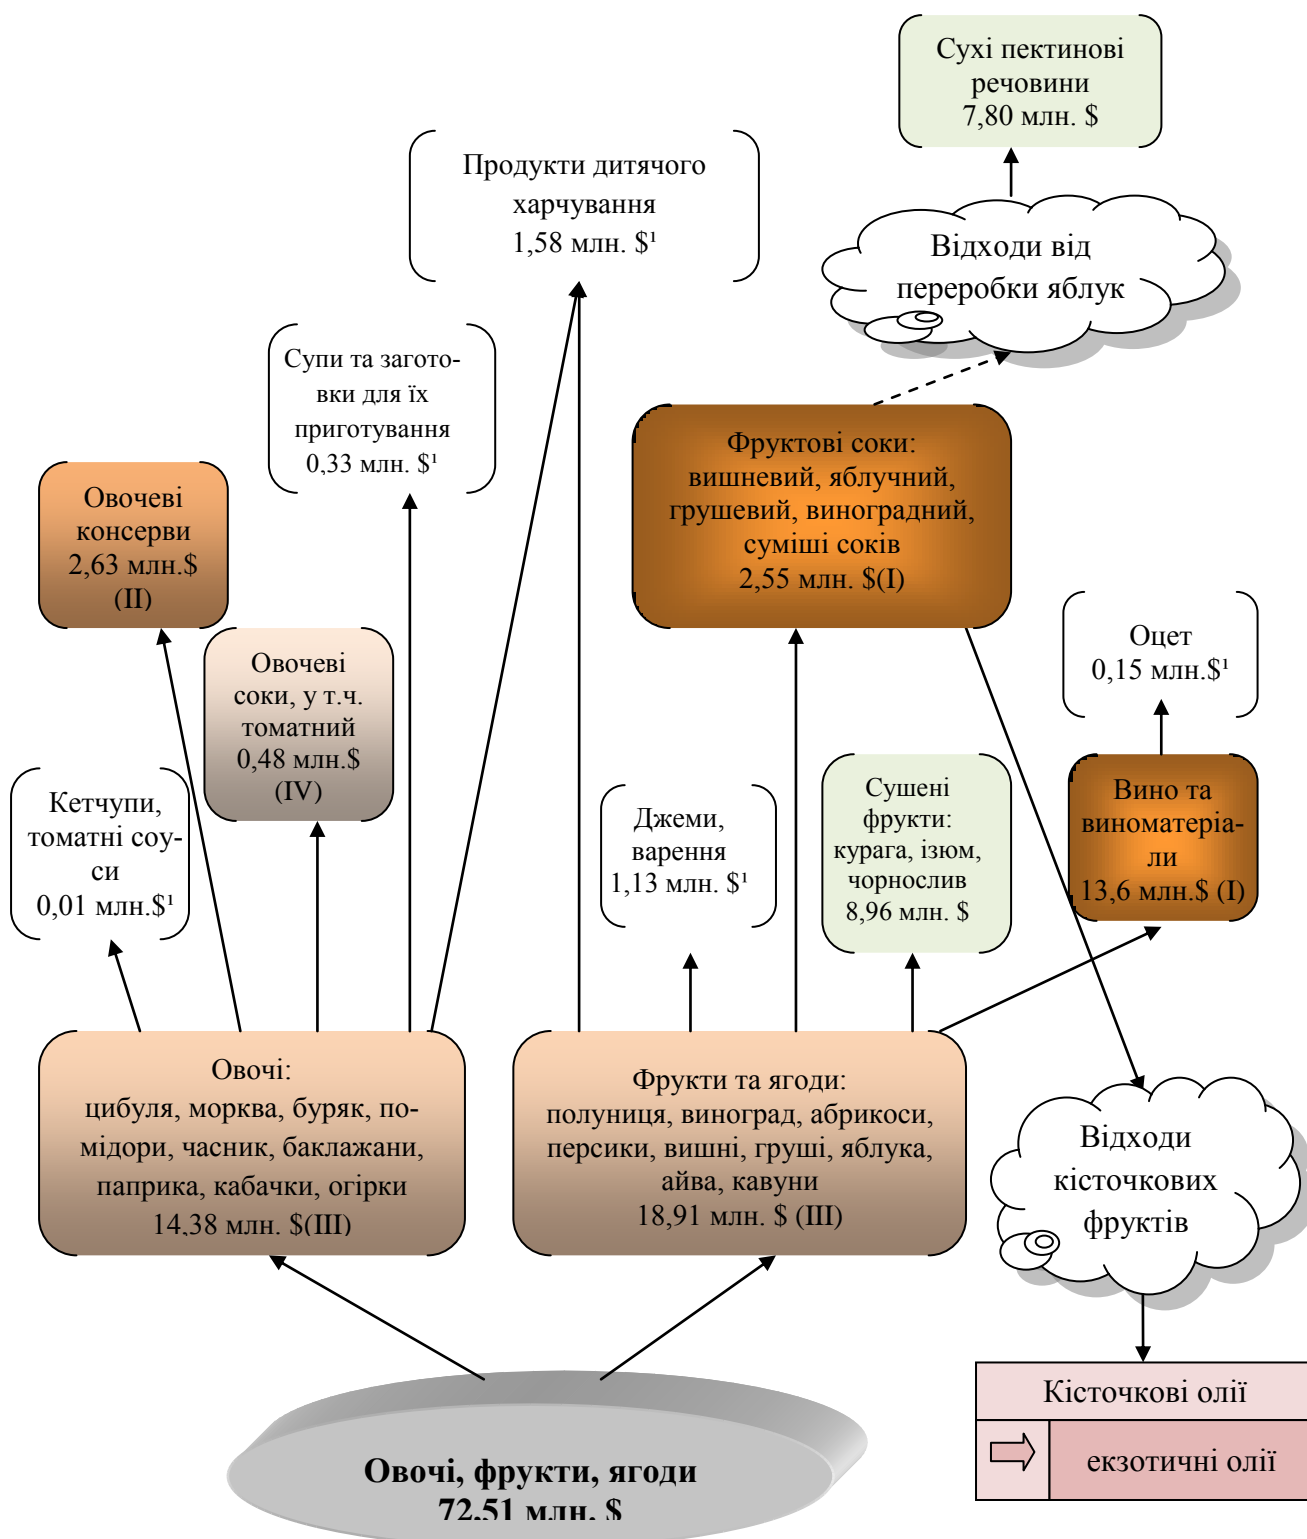 Сухі пектинові
речовини
7,80 млн. $
Продукти дитячого
харчування
1,58 млн. $¹
Відходи від
переробки яблук
Супи та загото-
вки для їх
приготування
0,33 млн. $¹
Фруктові соки:
вишневий, яблучний,
грушевий, виноградний,
суміші соків
2,55 млн. $(I)
Овочеві
консерви
2,63 млн.$
(II)
Овочеві
соки, у т.ч.
томатний
0,48 млн.$
(IV)
Оцет
0,15 млн.$¹
Кетчупи,
томатні соу-
си
0,01 млн.$¹
Джеми,
варення
1,13 млн. $¹
Сушені
фрукти:
курага, ізюм,
чорнослив
8,96 млн. $
Вино та
виноматеріа-
ли
13,6 млн.$ (I)
Овочі:
цибуля, морква, буряк, по-
мідори, часник, баклажани,
паприка, кабачки, огірки
14,38 млн. $(III)
Фрукти та ягоди:
полуниця, виноград, абрикоси,
персики, вишні, груші, яблука,
айва, кавуни
18,91 млн. $ (III)
Відходи
кісточкових
фруктів
Кісточкові олії
екзотичні олії
Овочі, фрукти, ягоди
72,51 млн. $